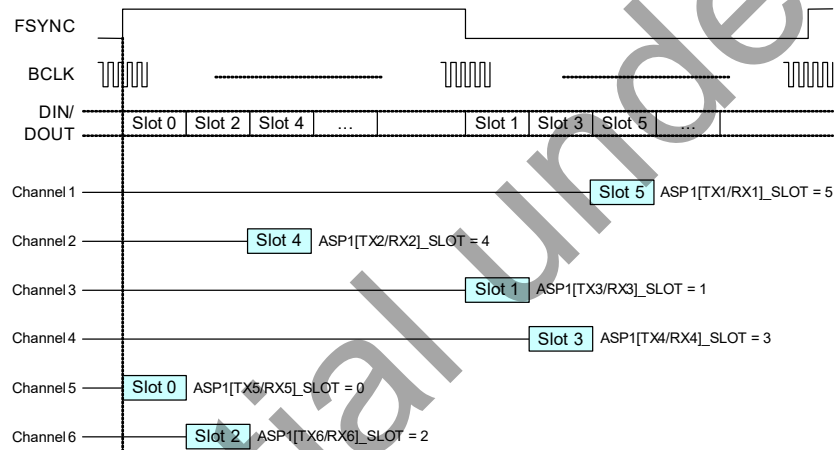 FSYNC
BCLK
DIN/
DOUT
Slot 0 Slot 2 Slot 4 ... Slot 1 Slot 3 Slot 5 ...
Channel 1 Slot 5 ASP1[TX1/RX1]_SLOT = 5
Channel 2 Slot 4 ASP1[TX2/RX2]_SLOT = 4
Channel 3 Slot 1 ASP1[TX3/RX3]_SLOT = 1
Channel 4 Slot 3 ASP1[TX4/RX4]_SLOT = 3
Channel 5 Slot 0 ASP1[TX5/RX5]_SLOT = 0
Channel 6 Slot 2 ASP1[TX6/RX6]_SLOT = 2
tial unde